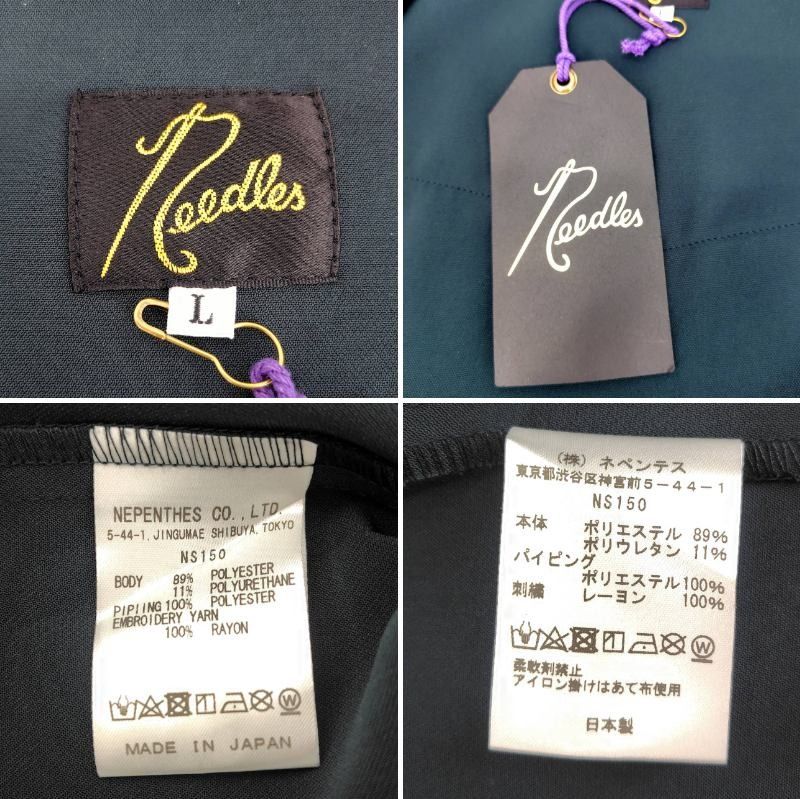 Needles
L
Needles
NEPENTHES CO., LTD.
5-44-1, JINGUMAE SHIBUYA, TOKYO
NS150
BODY 89% POLYESTER
11% POLYURETHANE
PIPIING 100% POLYESTER
EMBROIDERY YARN
100% RAYON
MADE IN JAPAN
(株) ネペンテス
東京都渋谷区神宮前5-44-1
NS150
本体 ポリエステル 89%
ポリウレタン 11%
パイピング
ポリエステル 100%
刺繍 レーヨン 100%
柔軟剤禁止
アイロン掛けはあて布使用
日本製